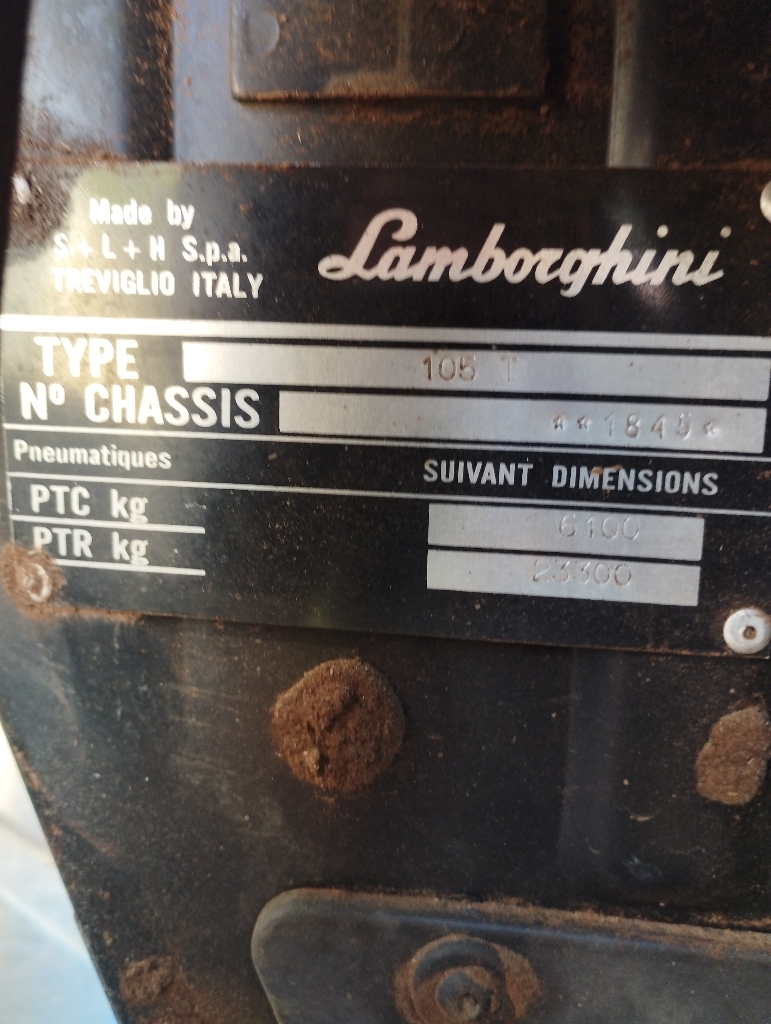 Made by
S + L + H S.p.a.
TREVIGLIO ITALY
Lamborghini
TYPE 105 T
Nº CHASSIS **1845*
Pneumatiques SUIVANT DIMENSIONS
PTC kg 6100
PTR kg 23300